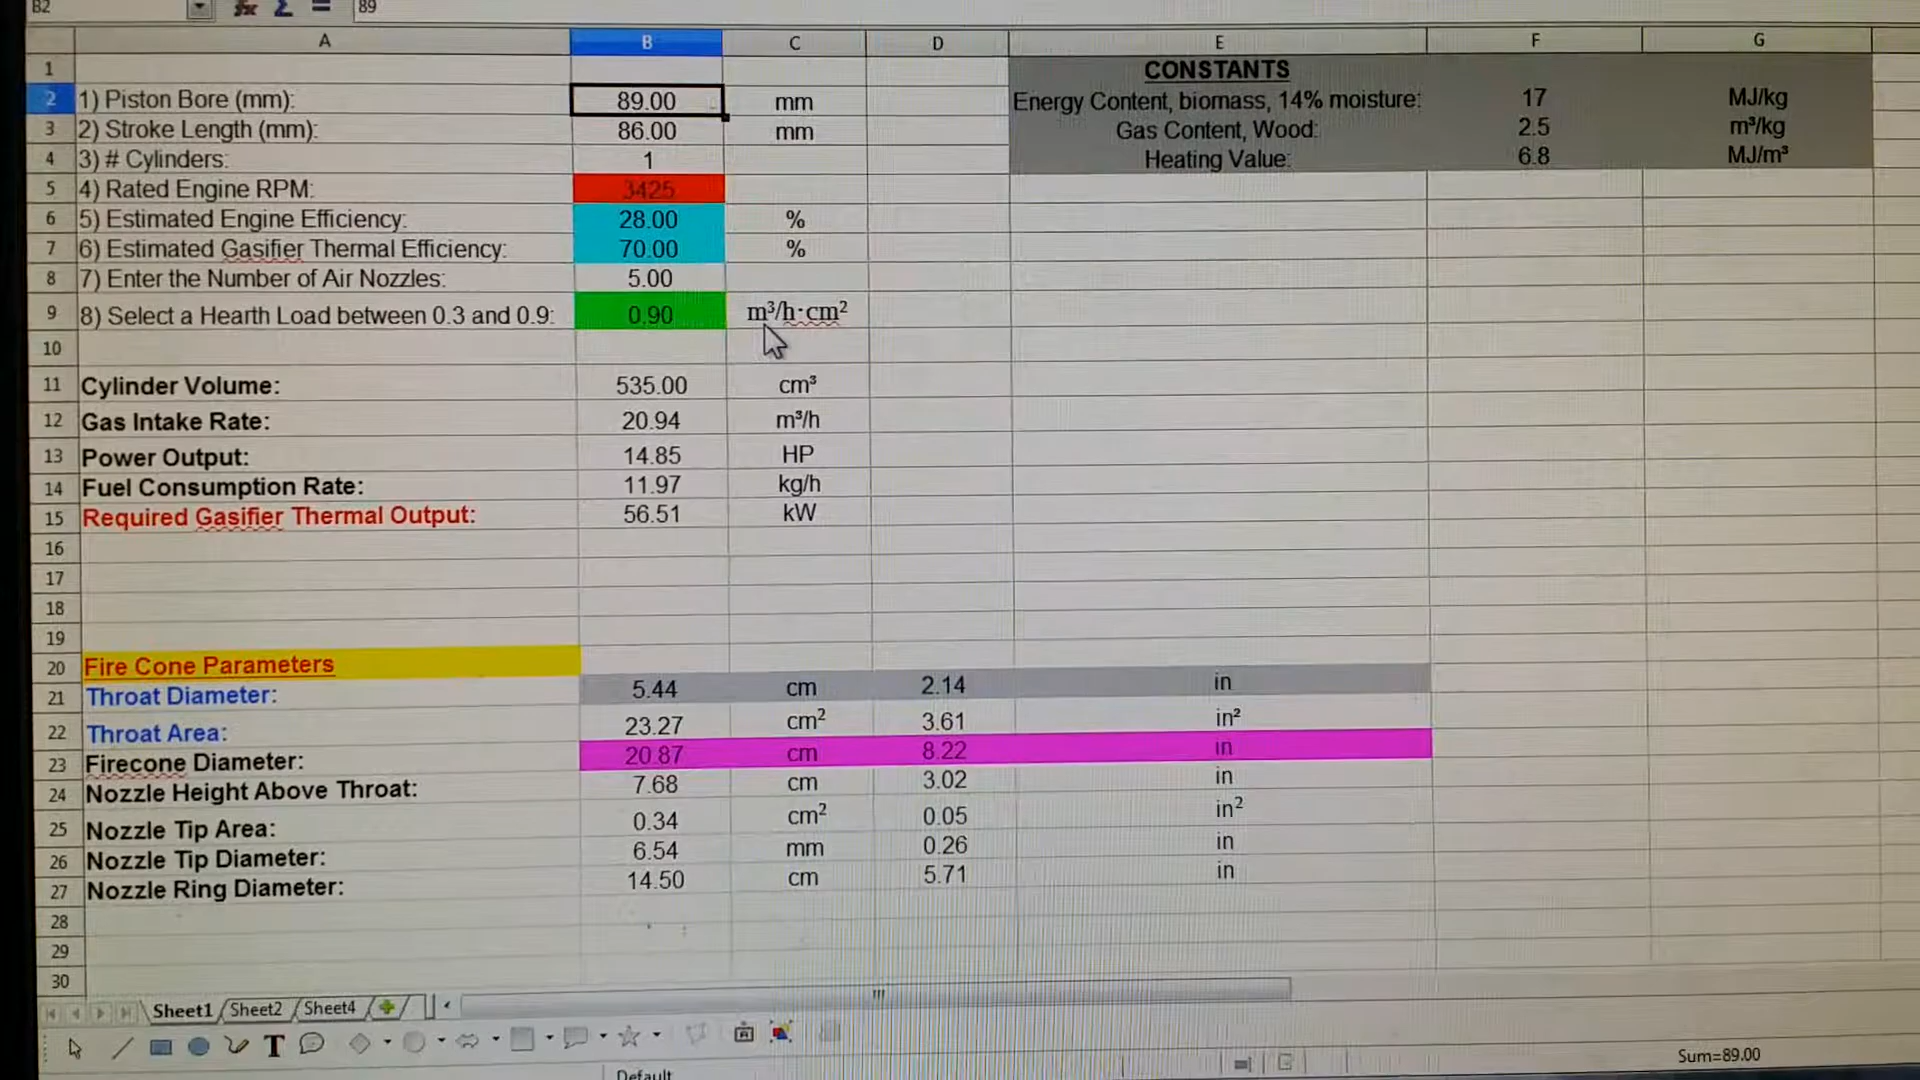 B2 89
A B C D E F G
1 CONSTANTS
2 1) Piston Bore (mm): 89.00 mm Energy Content, biomass, 14% moisture: 17 MJ/kg
3 2) Stroke Length (mm): 86.00 mm Gas Content, Wood: 2.5 m³/kg
4 3) # Cylinders: 1 Heating Value: 6.8 MJ/m³
5 4) Rated Engine RPM: 3425
6 5) Estimated Engine Efficiency: 28.00 %
7 6) Estimated Gasifier Thermal Efficiency: 70.00 %
8 7) Enter the Number of Air Nozzles: 5.00
9 8) Select a Hearth Load between 0.3 and 0.9: 0.90 m³/h·cm²
10
11 Cylinder Volume: 535.00 cm³
12 Gas Intake Rate: 20.94 m³/h
13 Power Output: 14.85 HP
14 Fuel Consumption Rate: 11.97 kg/h
15 Required Gasifier Thermal Output: 56.51 kW
16
17
18
19
20 Fire Cone Parameters
21 Throat Diameter: 5.44 cm 2.14 in
22 Throat Area: 23.27 cm² 3.61 in²
23 Firecone Diameter: 20.87 cm 8.22 in
24 Nozzle Height Above Throat: 7.68 cm 3.02 in
25 Nozzle Tip Area: 0.34 cm² 0.05 in²
26 Nozzle Tip Diameter: 6.54 mm 0.26 in
27 Nozzle Ring Diameter: 14.50 cm 5.71 in
28
29
30
Sheet1 Sheet2 Sheet4
Default Sum=89.00